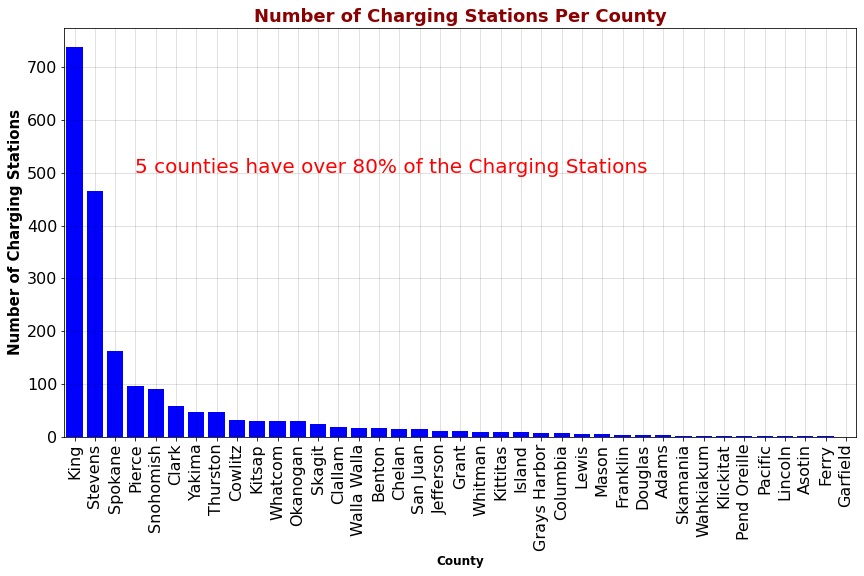 Number of Charging Stations Per County
Number of Charging Stations
700
600
500
400
300
200
100
0
5 counties have over 80% of the Charging Stations
King
Stevens
Spokane
Pierce
Snohomish
Clark
Yakima
Thurston
Cowlitz
Kitsap
Whatcom
Okanogan
Skagit
Clallam
Walla Walla
Benton
Chelan
San Juan
Jefferson
Grant
Whitman
Kittitas
Island
Grays Harbor
Columbia
Lewis
Mason
Franklin
Douglas
Adams
Skamania
Wahkiakum
Klickitat
Pend Oreille
Pacific
Lincoln
Asotin
Ferry
Garfield
County